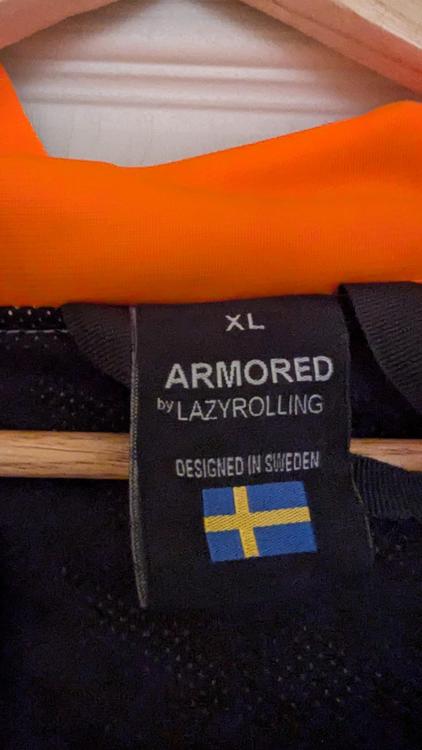 XL
ARMORED
by LAZYROLLING
DESIGNED IN SWEDEN